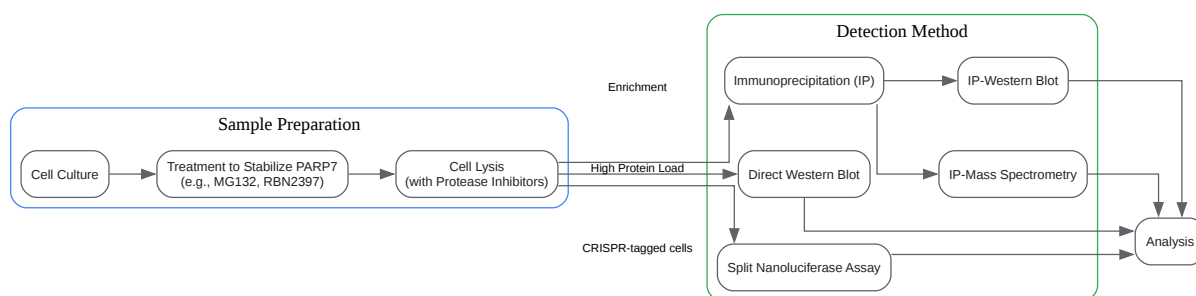 Sample Preparation
Cell Culture
Treatment to Stabilize PARP7
(e.g., MG132, RBN2397)
Cell Lysis
(with Protease Inhibitors)
Enrichment
High Protein Load
CRISPR-tagged cells
Detection Method
Immunoprecipitation (IP)
IP-Western Blot
Direct Western Blot
IP-Mass Spectrometry
Split Nanoluciferase Assay
Analysis